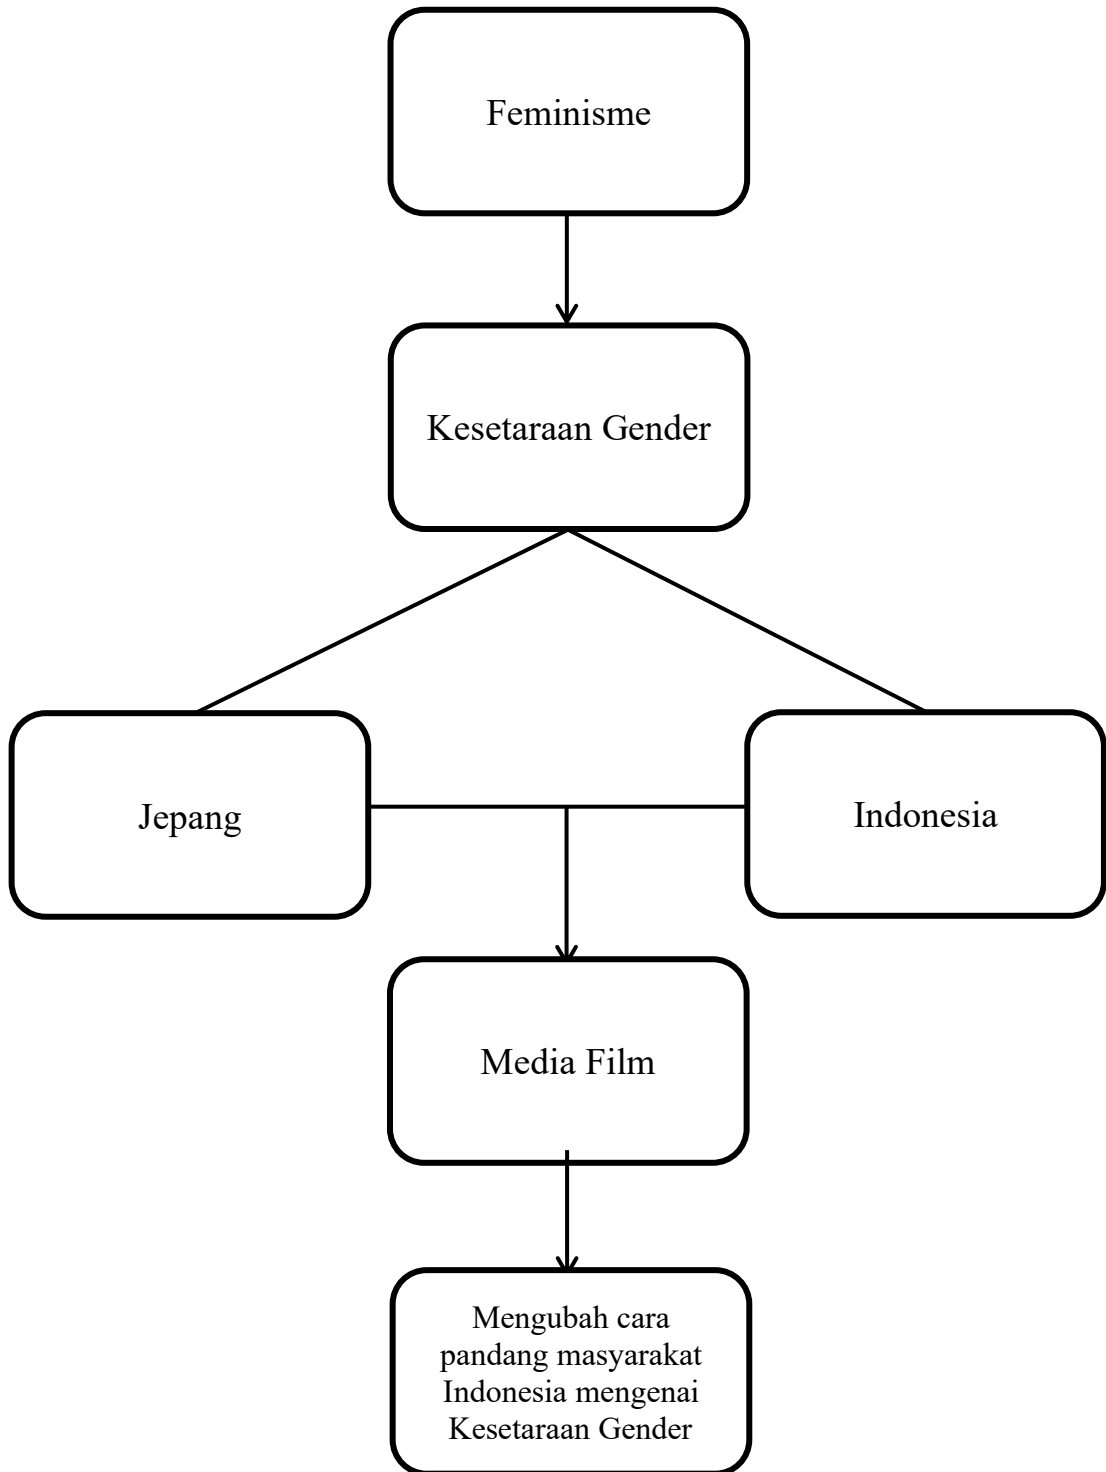 Feminisme
Kesetaraan Gender
Jepang
Indonesia
Media Film
Mengubah cara
pandang masyarakat
Indonesia mengenai
Kesetaraan Gender